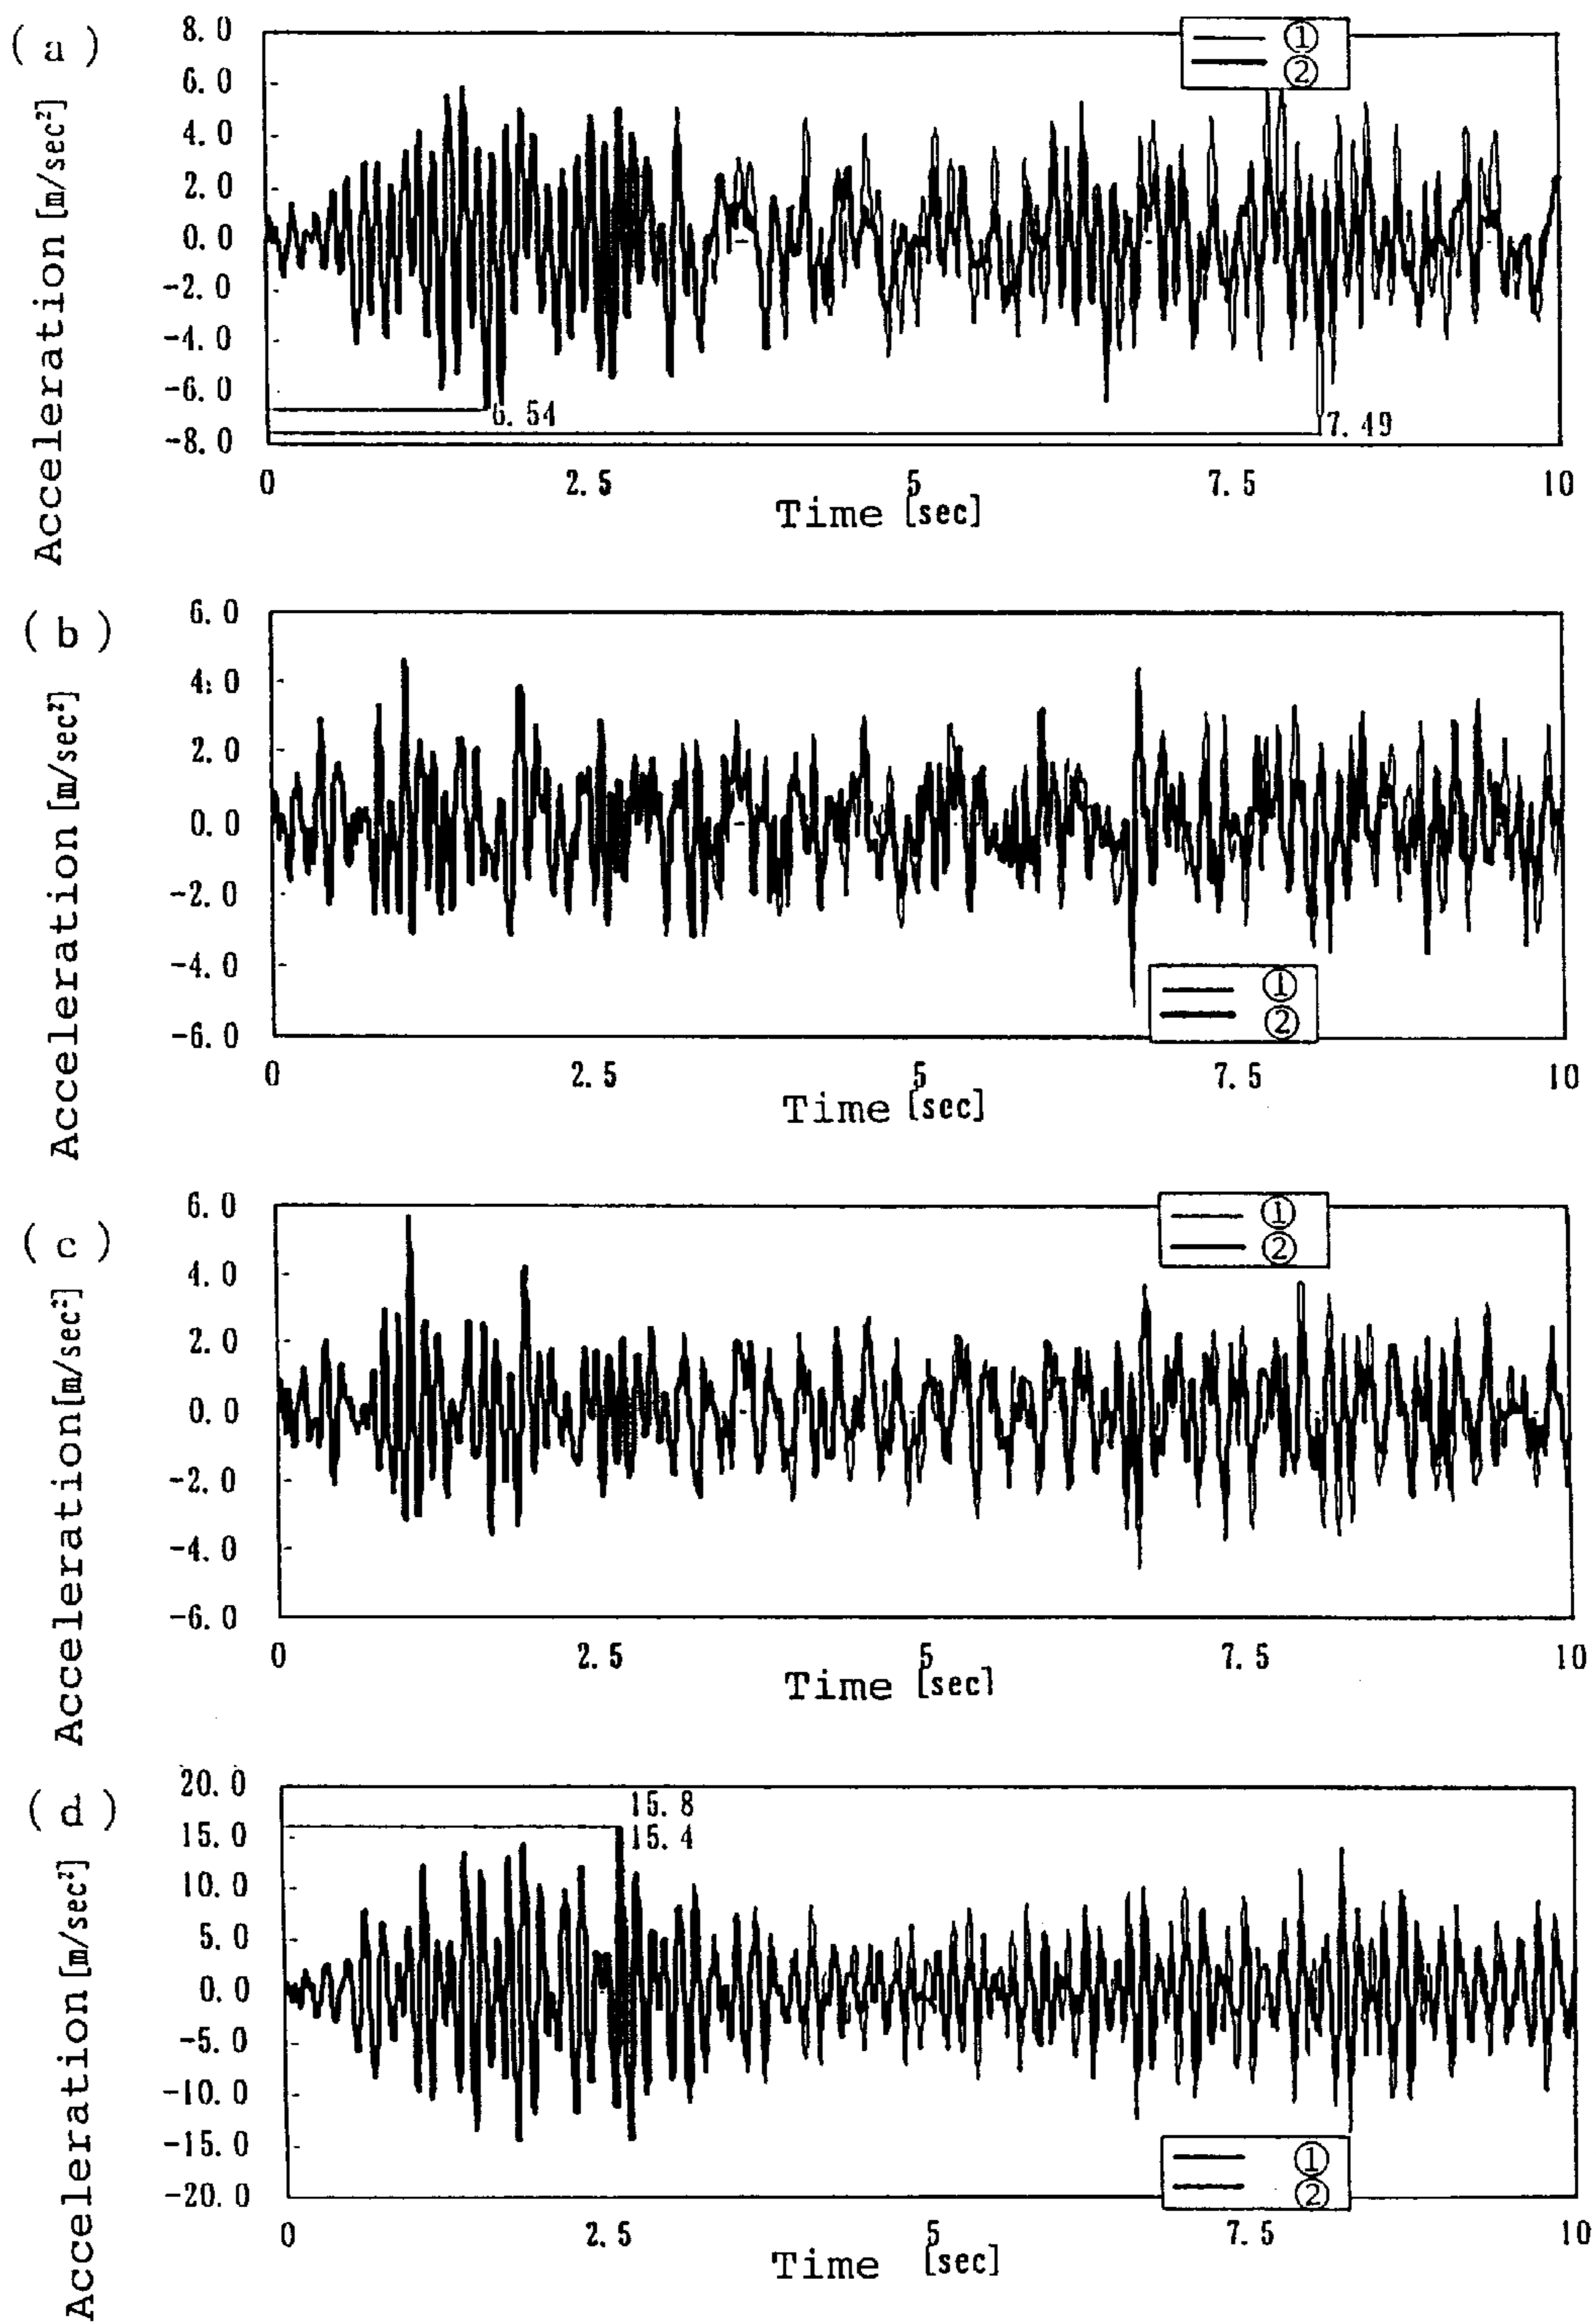 ( a )
Acceleration [m/sec²]
8.0
6.0
4.0
2.0
0.0
-2.0
-4.0
-6.0
-8.0
①
②
6.54
7.49
0 2.5 5 7.5 10
Time [sec]
( b )
Acceleration [m/sec²]
6.0
4.0
2.0
0.0
-2.0
-4.0
-6.0
①
②
0 2.5 5 7.5 10
Time [sec]
( c )
Acceleration [m/sec²]
6.0
4.0
2.0
0.0
-2.0
-4.0
-6.0
①
②
0 2.5 5 7.5 10
Time [sec]
( d )
Acceleration [m/sec²]
20.0
15.0
10.0
5.0
0.0
-5.0
-10.0
-15.0
-20.0
15.8
15.4
①
②
0 2.5 5 7.5 10
Time [sec]